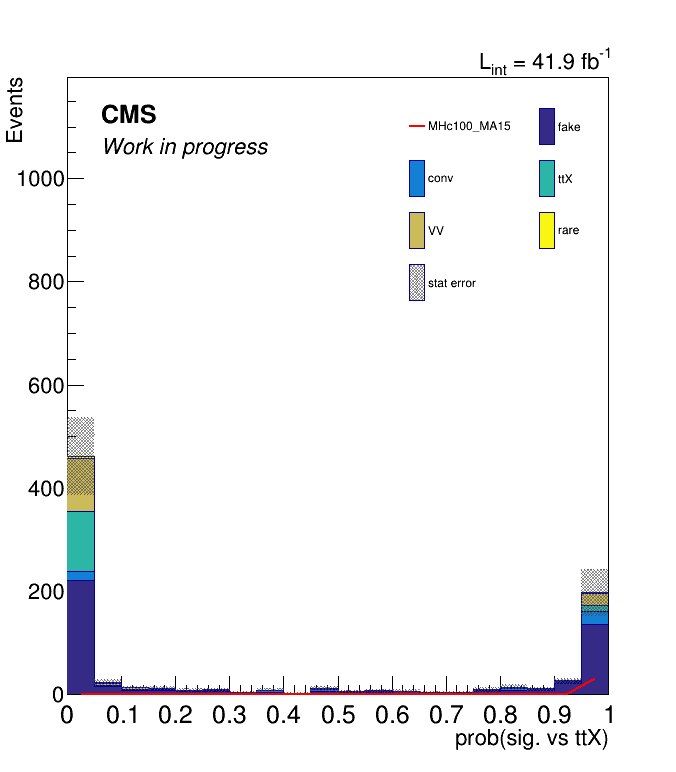 L_int = 41.9 fb^-1
Events
CMS
Work in progress
MHc100_MA15
fake
conv
ttX
VV
rare
stat error
1000
800
600
400
200
0
0 0.1 0.2 0.3 0.4 0.5 0.6 0.7 0.8 0.9 1
prob(sig. vs ttX)